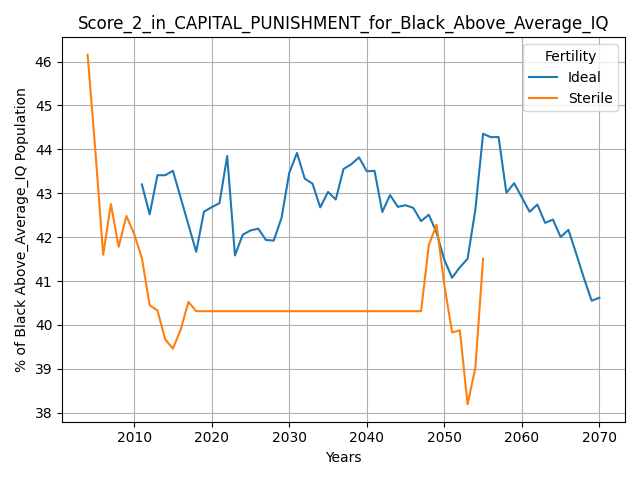 Score_2_in_CAPITAL_PUNISHMENT_for_Black_Above_Average_IQ
Fertility
Ideal
Sterile
% of Black Above_Average_IQ Population
46
45
44
43
42
41
40
39
38
2010 2020 2030 2040 2050 2060 2070
Years